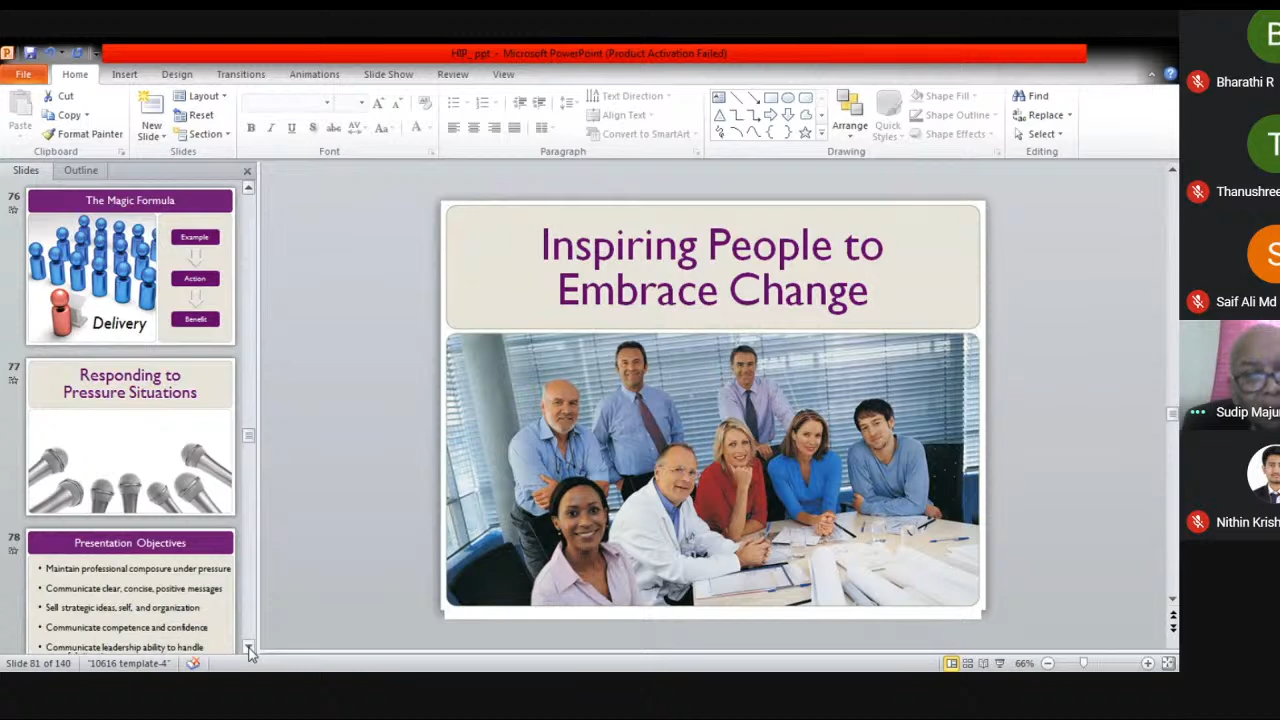 HIP_ ppt - Microsoft PowerPoint (Product Activation Failed)
File Home Insert Design Transitions Animations Slide Show Review View
Paste
Cut
Copy
Format Painter
Clipboard
New
Slide
Layout
Reset
Section
Slides
B I U S abc AV Aa A
Font
Text Direction
Align Text
Convert to SmartArt
Paragraph
Arrange
Quick
Styles
Shape Fill
Shape Outline
Shape Effects
Drawing
Find
Replace
Select
Editing
Slides Outline
76
The Magic Formula
Example
Action
Benefit
Delivery
77
Responding to
Pressure Situations
78
Presentation Objectives
• Maintain professional composure under pressure
• Communicate clear, concise, positive messages
• Sell strategic ideas, self, and organization
• Communicate competence and confidence
• Communicate leadership ability to handle
Inspiring People to
Embrace Change
Slide 81 of 140 "10616 template-4" 66%
B
Bharathi R
T
Thanushree
S
Saif Ali Md
Sudip Maju
Nithin Krish